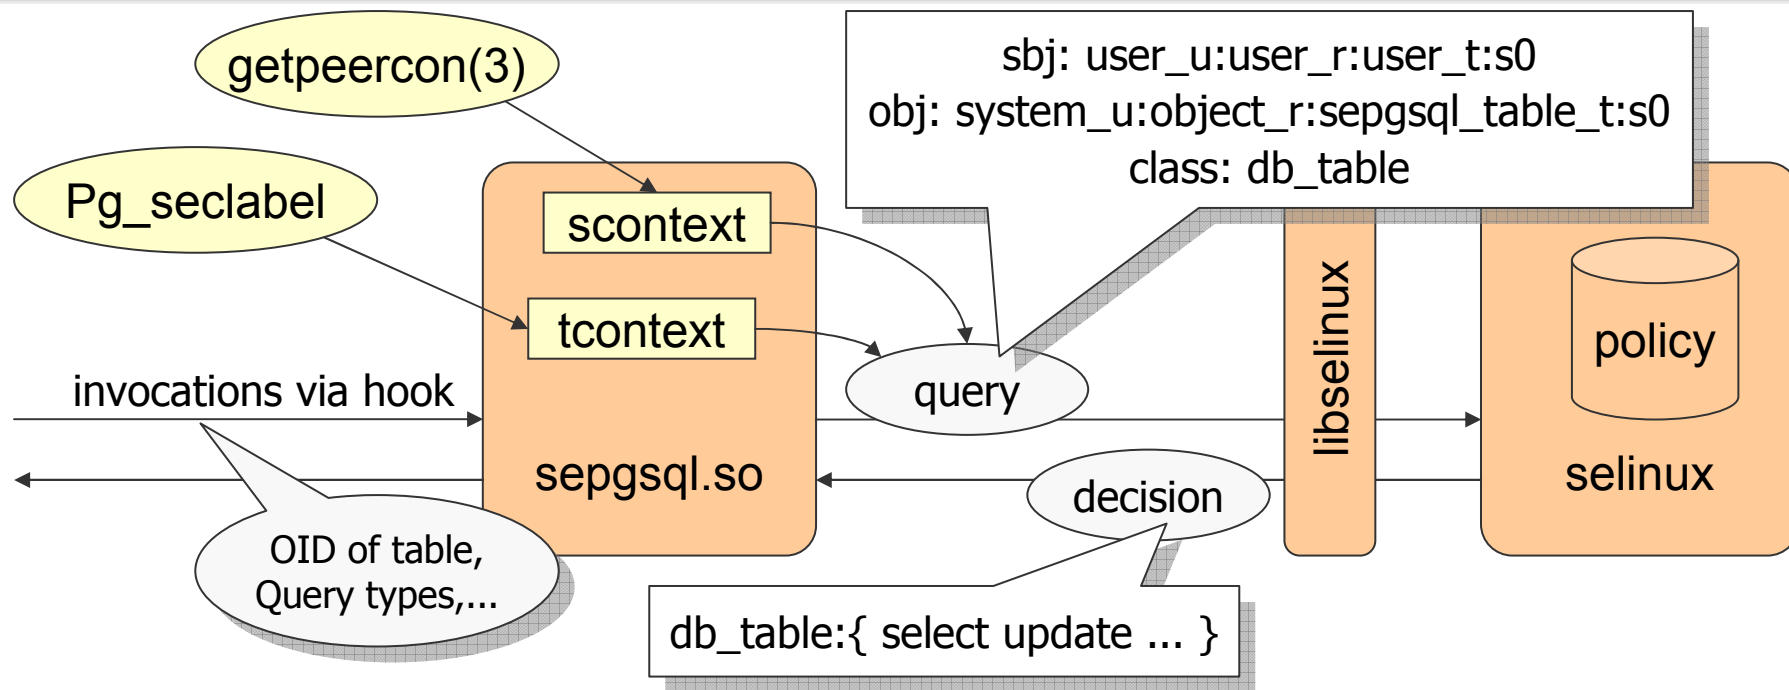 getpeercon(3)
sbj: user_u:user_r:user_t:s0
obj: system_u:object_r:sepgsql_table_t:s0
class: db_table
Pg_seclabel
scontext
tcontext
invocations via hook
query
libselinux
policy
sepgsql.so
selinux
decision
OID of table,
Query types,...
db_table:{ select update ... }